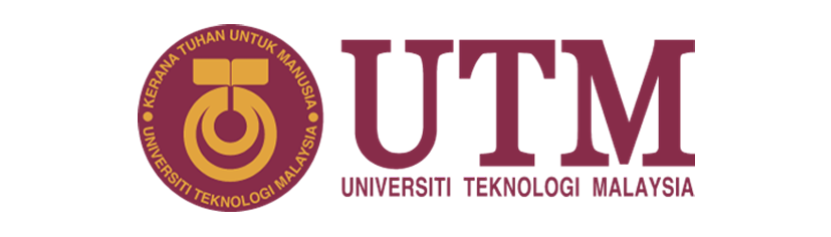 KERANA TUHAN UNTUK MANUSIA
UNIVERSITI TEKNOLOGI MALAYSIA
UTM
UNIVERSITI TEKNOLOGI MALAYSIA